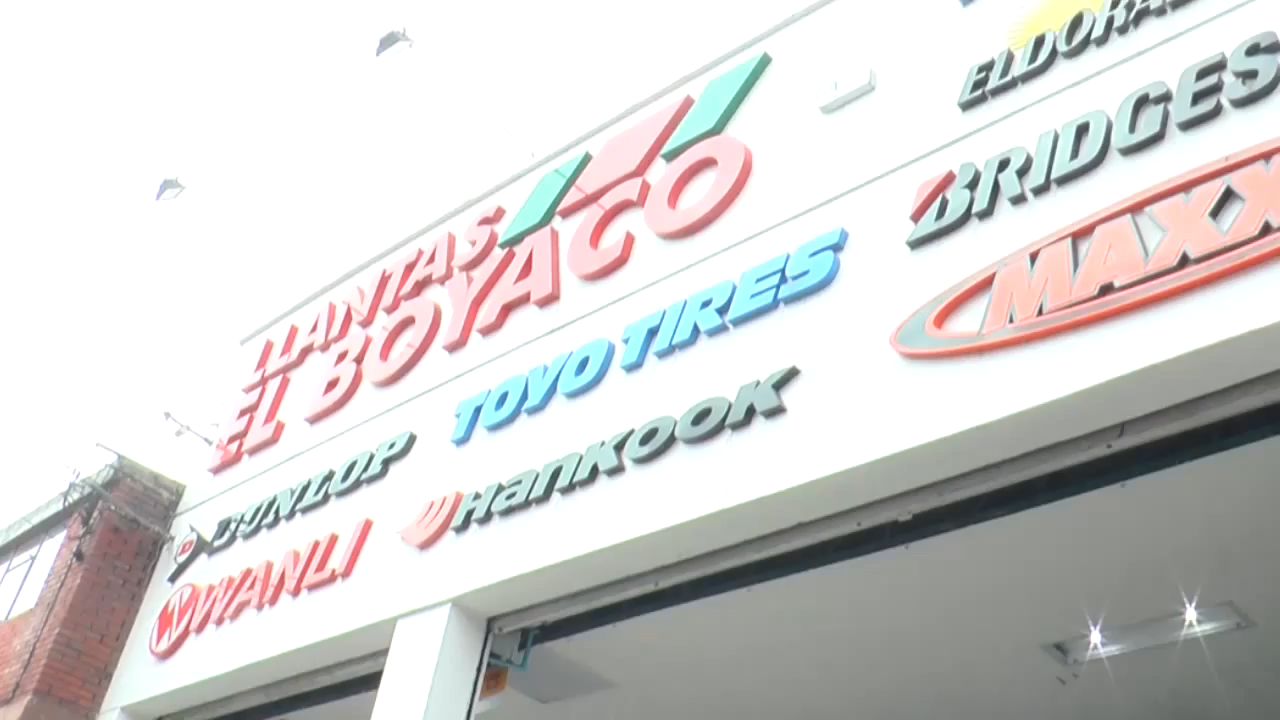 LLANTAS
EL BOYACO
DUNLOP
TOYO TIRES
WANLI
Hankook
ELDORA
BRIDGES
MAXX